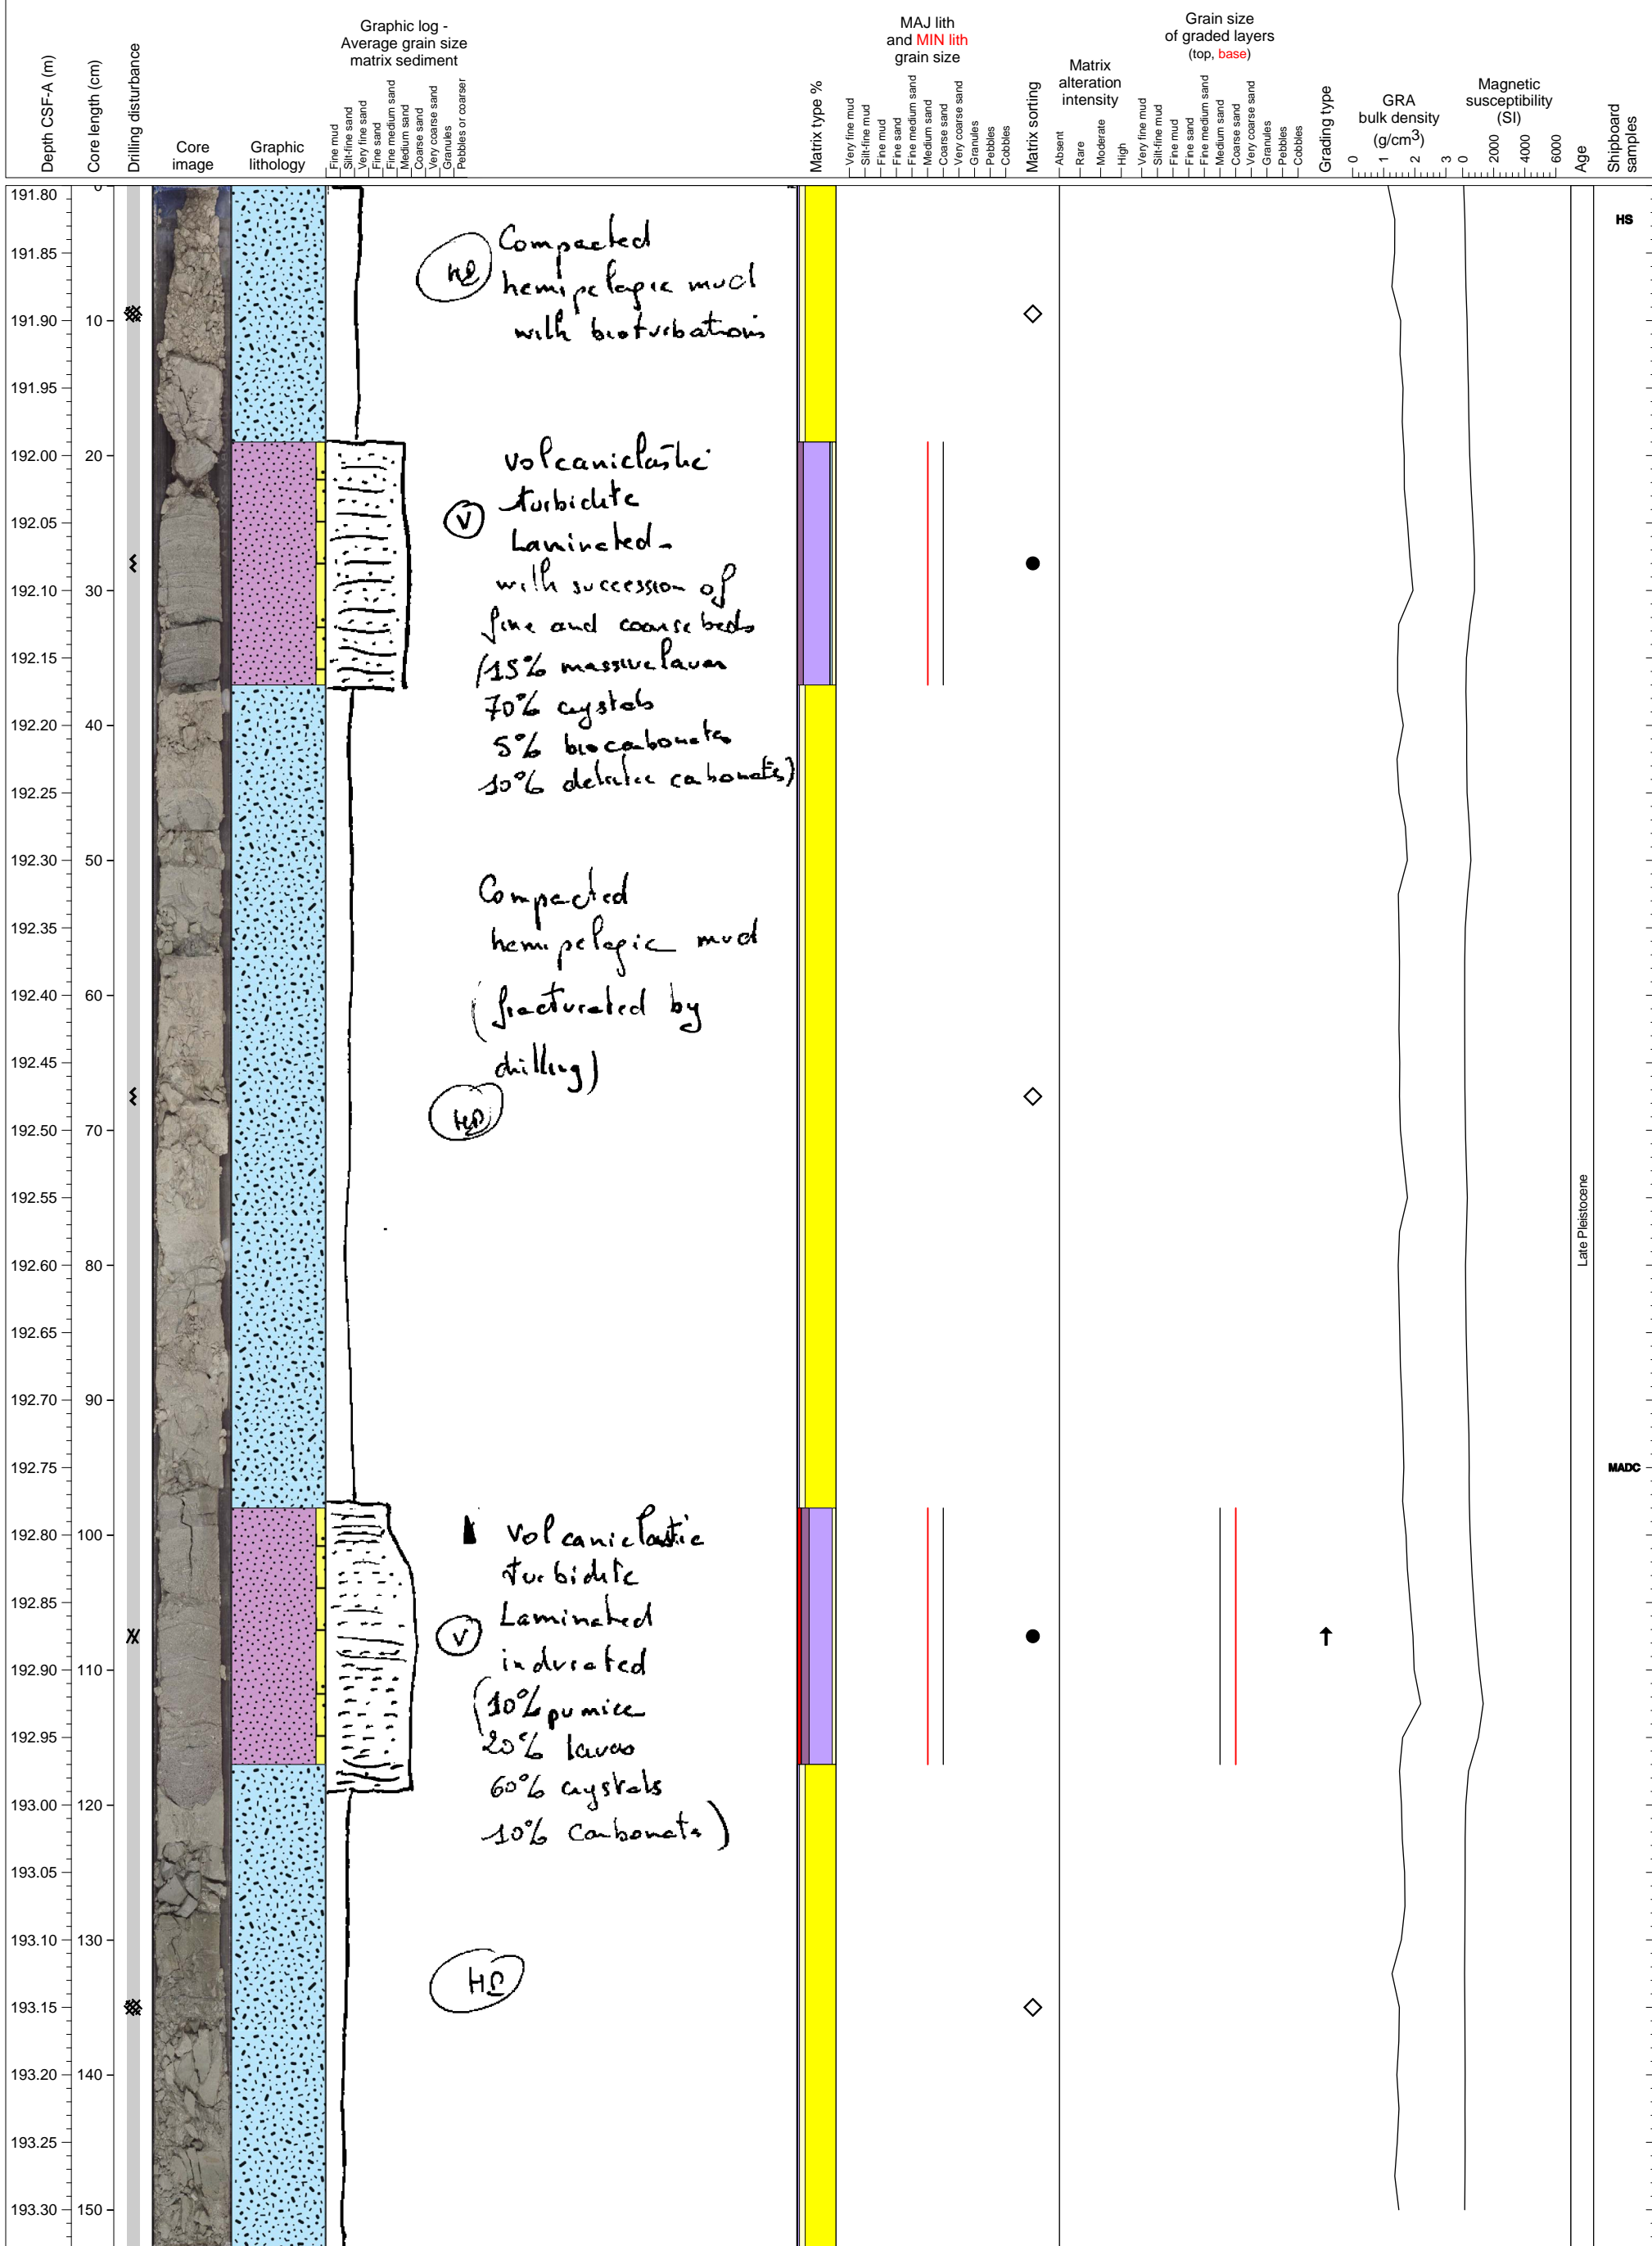 Depth CSF-A (m)
Core length (cm)
Drilling disturbance
Core
image
Graphic
lithology
Graphic log -
Average grain size
matrix sediment
Fine mud
Silt-fine sand
Very fine sand
Fine sand
Fine medium sand
Medium sand
Coarse sand
Very coarse sand
Granules
Pebbles or coarser
Matrix type %
MAJ lith
and MIN lith
grain size
Very fine mud
Silt-fine mud
Fine mud
Fine sand
Fine medium sand
Medium sand
Coarse sand
Very coarse sand
Granules
Pebbles
Cobbles
Matrix sorting
Matrix
alteration
intensity
Absent
Rare
Moderate
High
Grain size
of graded layers
(top, base)
Very fine mud
Silt-fine mud
Fine mud
Fine sand
Fine medium sand
Medium sand
Coarse sand
Very coarse sand
Granules
Pebbles
Cobbles
Grading type
GRA
bulk density
(g/cm3)
0 1 2 3
Magnetic
susceptibility
(SI)
0 2000 4000 6000
Age
Shipboard
samples
191.80 0
191.85
191.90 10
191.95
192.00 20
192.05
192.10 30
192.15
192.20 40
192.25
192.30 50
192.35
192.40 60
192.45
192.50 70
192.55
192.60 80
192.65
192.70 90
192.75
192.80 100
192.85
192.90 110
192.95
193.00 120
193.05
193.10 130
193.15
193.20 140
193.25
193.30 150
Compacted
hemipelagic mud
with bioturbations
volcaniclastic
turbidite
V
Laminated-
with succession of
fine and coarse beds
(15% massive lavas
70% crystals
5% biocarbonates
10% detritic carbonates)
Compacted
hemipelagic mud
(fracturated by
drilling)
HP
volcaniclastic
turbidite
V
Laminated
indurated
(10% pumice
20% lavas
60% crystals
10% Carbonats)
HP
Late Pleistocene
HS
MADC